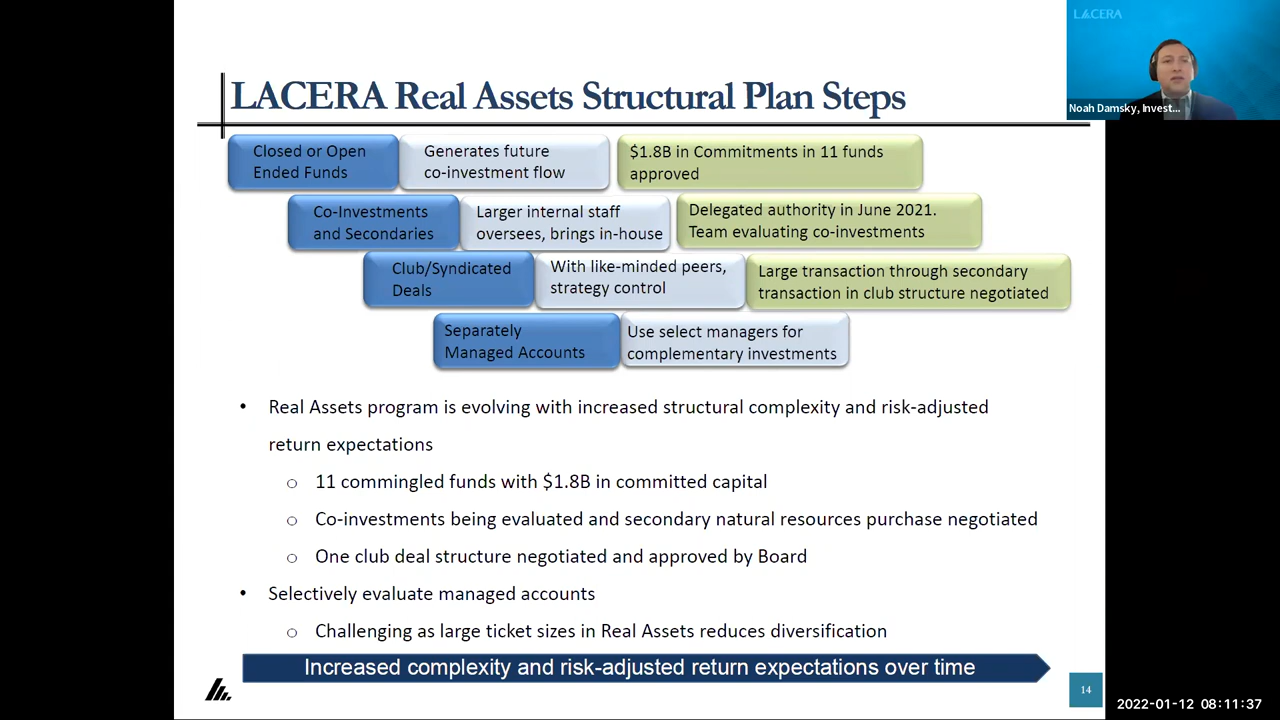 LACERA
Noah Damsky, Invest...
LACERA Real Assets Structural Plan Steps
Closed or Open
Ended Funds
Generates future
co-investment flow
$1.8B in Commitments in 11 funds
approved
Co-Investments
and Secondaries
Larger internal staff
oversees, brings in-house
Delegated authority in June 2021.
Team evaluating co-investments
Club/Syndicated
Deals
With like-minded peers,
strategy control
Large transaction through secondary
transaction in club structure negotiated
Separately
Managed Accounts
Use select managers for
complementary investments
• Real Assets program is evolving with increased structural complexity and risk-adjusted
return expectations
o 11 commingled funds with $1.8B in committed capital
o Co-investments being evaluated and secondary natural resources purchase negotiated
o One club deal structure negotiated and approved by Board
• Selectively evaluate managed accounts
o Challenging as large ticket sizes in Real Assets reduces diversification
Increased complexity and risk-adjusted return expectations over time
14
2022-01-12 08:11:37